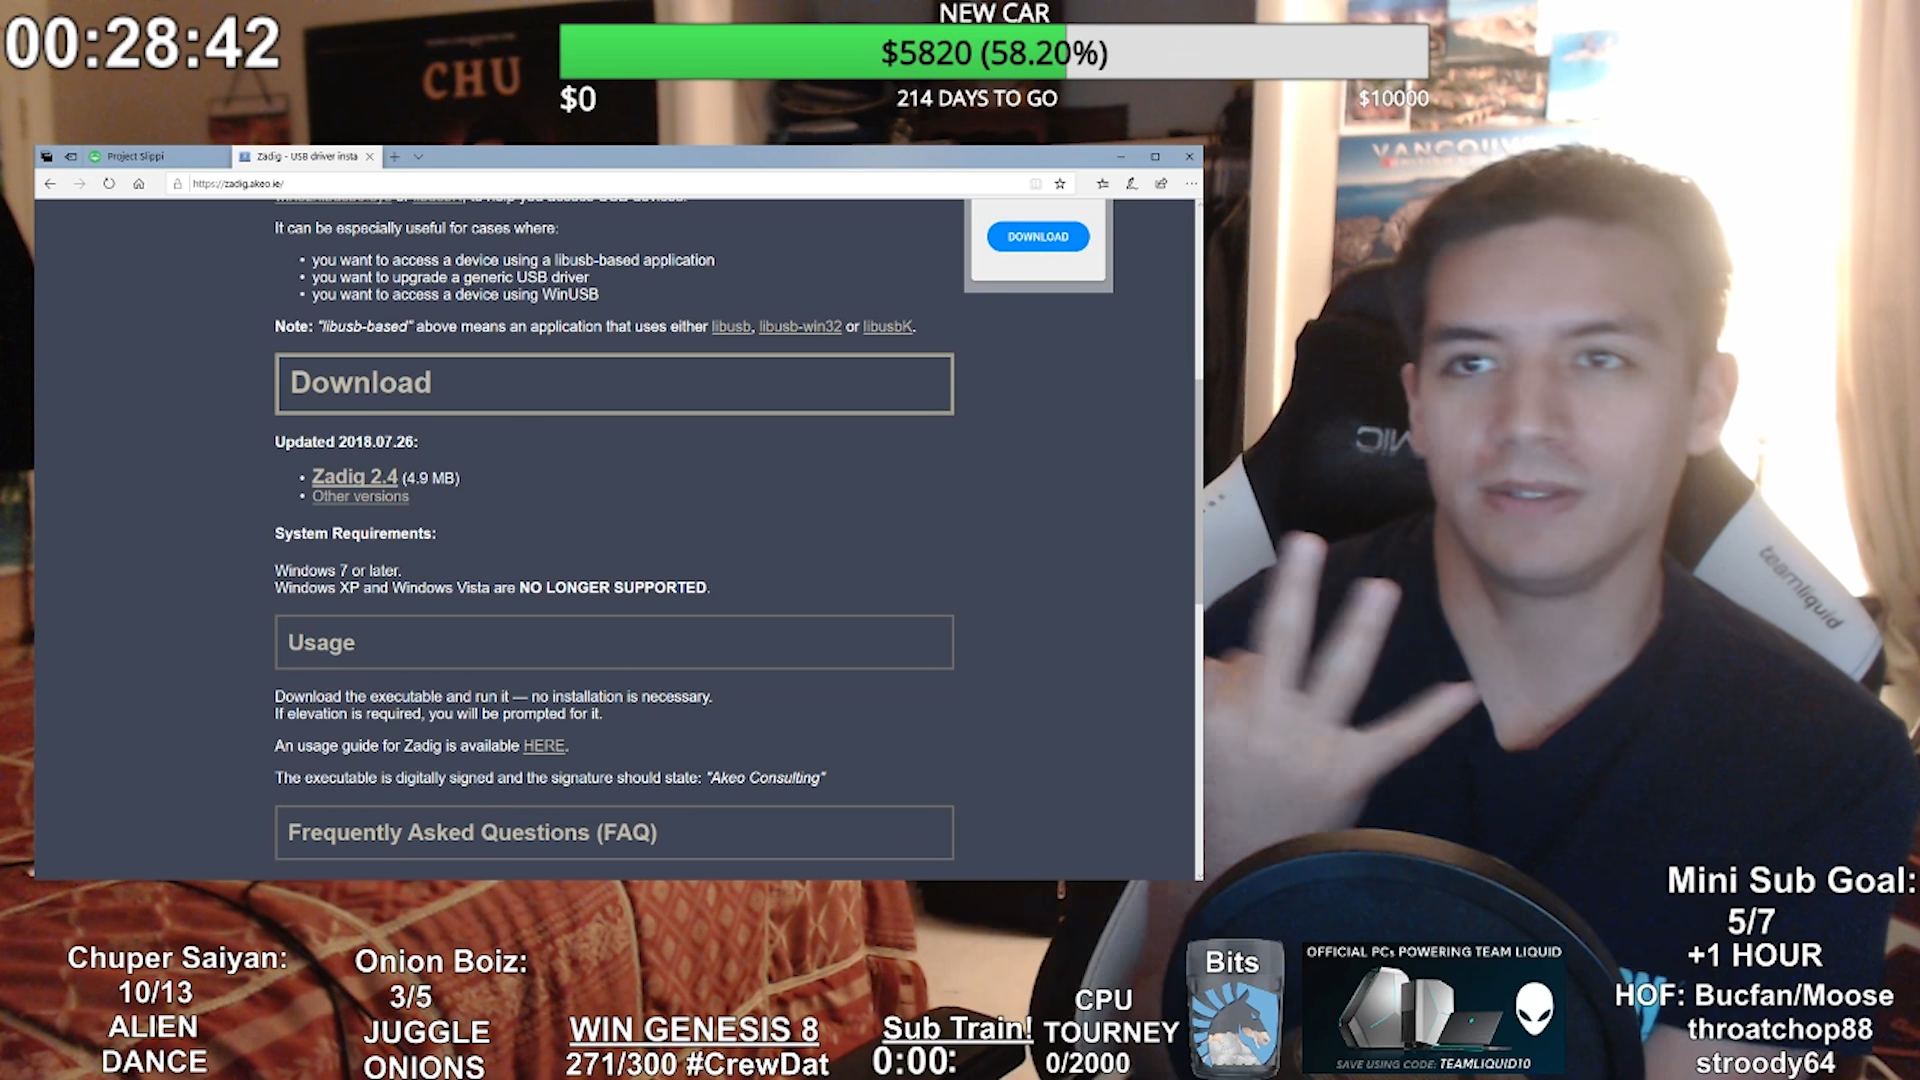 00:28:42
NEW CAR
$5820 (58.20%)
$0
214 DAYS TO GO
$10000
CHU
VANCOUV
Project Slippi
Zadig - USB driver insta
https://zadig.akeo.ie/
It can be especially useful for cases where:
• you want to access a device using a libusb-based application
• you want to upgrade a generic USB driver
• you want to access a device using WinUSB
Note: "libusb-based" above means an application that uses either libusb, libusb-win32 or libusbK.
DOWNLOAD
Download
Updated 2018.07.26:
• Zadig 2.4 (4.9 MB)
• Other versions
System Requirements:
Windows 7 or later.
Windows XP and Windows Vista are NO LONGER SUPPORTED.
Usage
Download the executable and run it — no installation is necessary.
If elevation is required, you will be prompted for it.
An usage guide for Zadig is available HERE.
The executable is digitally signed and the signature should state: "Akeo Consulting"
Frequently Asked Questions (FAQ)
teamliquid
Chuper Saiyan:
10/13
ALIEN
DANCE
Onion Boiz:
3/5
JUGGLE
ONIONS
WIN GENESIS 8
271/300 #CrewDat
Sub Train!
0:00:
CPU
TOURNEY
0/2000
Bits
OFFICIAL PCs POWERING TEAM LIQUID
SAVE USING CODE: TEAMLIQUID10
Mini Sub Goal:
5/7
+1 HOUR
HOF: Bucfan/Moose
throatchop88
stroody64